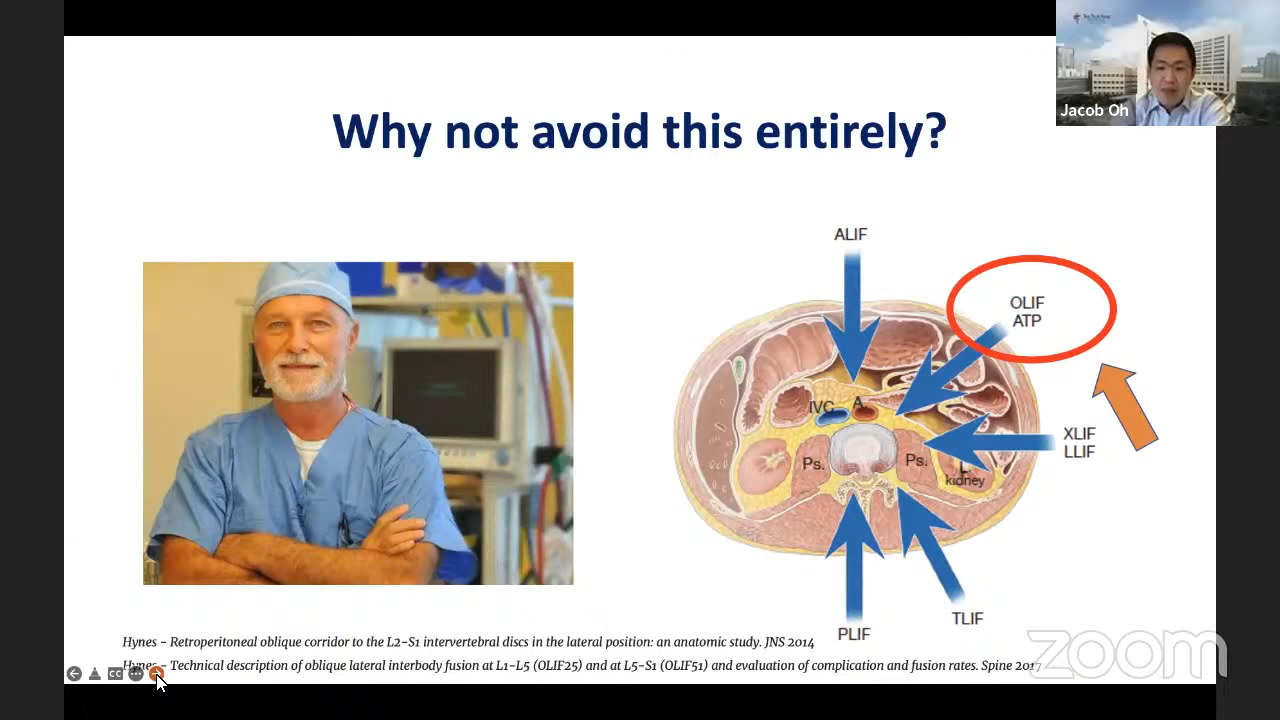 Jacob Oh
Why not avoid this entirely?
ALIF
OLIF
ATP
IVC
A
XLIF
LLIF
Ps.
Ps.
L.
kidney
TLIF
PLIF
Hynes - Retroperitoneal oblique corridor to the L2-S1 intervertebral discs in the lateral position: an anatomic study. JNS 2014
Hynes - Technical description of oblique lateral interbody fusion at L1-L5 (OLIF25) and at L5-S1 (OLIF51) and evaluation of complication and fusion rates. Spine 2017
CC
zoom